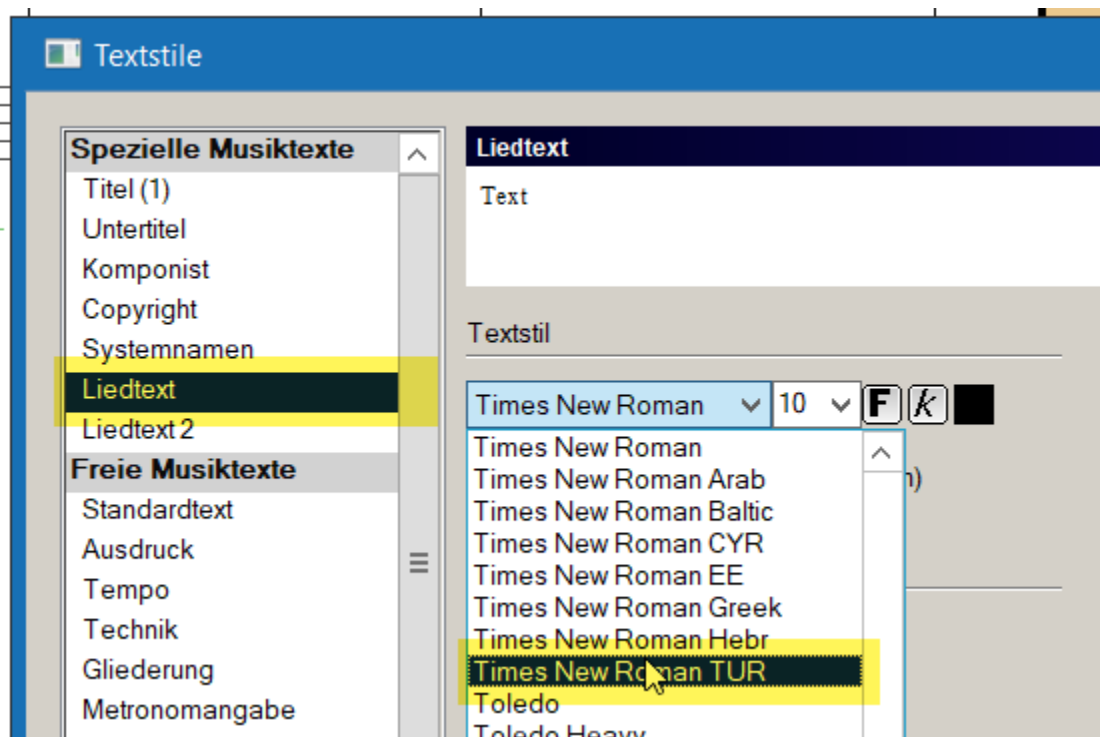 Textstile
Spezielle Musiktexte
Titel (1)
Untertitel
Komponist
Copyright
Systemnamen
Liedtext
Liedtext 2
Freie Musiktexte
Standardtext
Ausdruck
Tempo
Technik
Gliederung
Metronomangabe
Liedtext
Text
Textstil
Times New Roman 10 F k
Times New Roman
Times New Roman Arab
Times New Roman Baltic
Times New Roman CYR
Times New Roman EE
Times New Roman Greek
Times New Roman Hebr
Times New Roman TUR
Toledo
Toledo Heavy